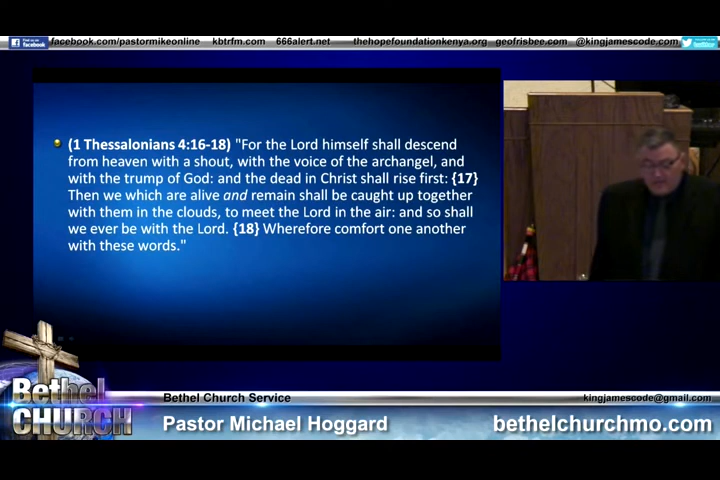 Find us on
facebook
facebook.com/pastormikeonline kbtrfm.com 666alert.net thehopefoundationkenya.org geofrisbee.com @kingjamescode.com
twitter
(1 Thessalonians 4:16-18) "For the Lord himself shall descend
from heaven with a shout, with the voice of the archangel, and
with the trump of God: and the dead in Christ shall rise first: {17}
Then we which are alive and remain shall be caught up together
with them in the clouds, to meet the Lord in the air: and so shall
we ever be with the Lord. {18} Wherefore comfort one another
with these words."
Bethel
CHURCH
Bethel Church Service
kingjamescode@gmail.com
Pastor Michael Hoggard
bethelchurchmo.com